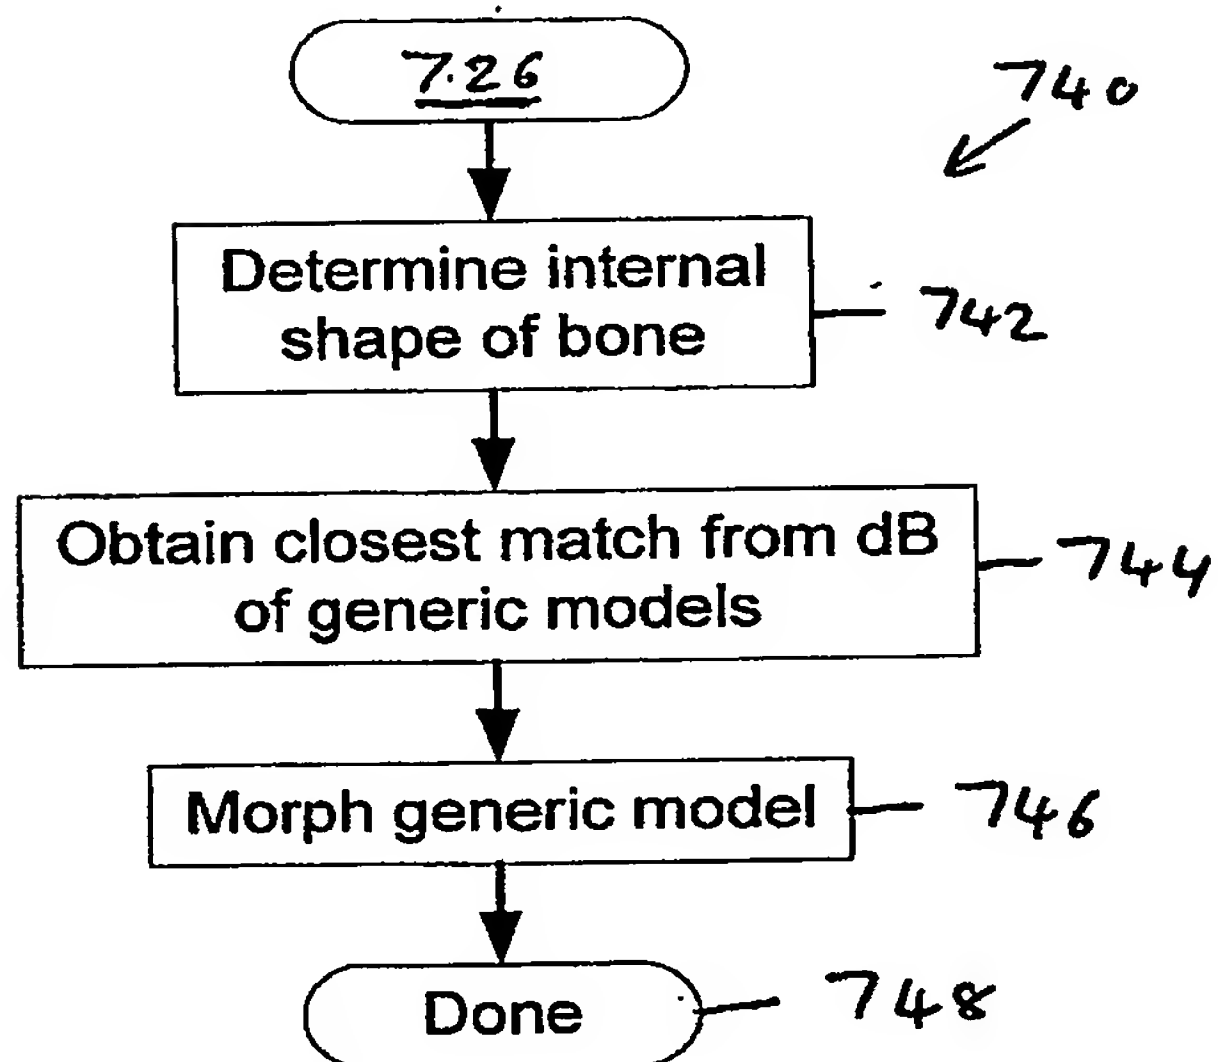 7.26
740
Determine internal
shape of bone
742
Obtain closest match from dB
of generic models
744
Morph generic model
746
Done
748